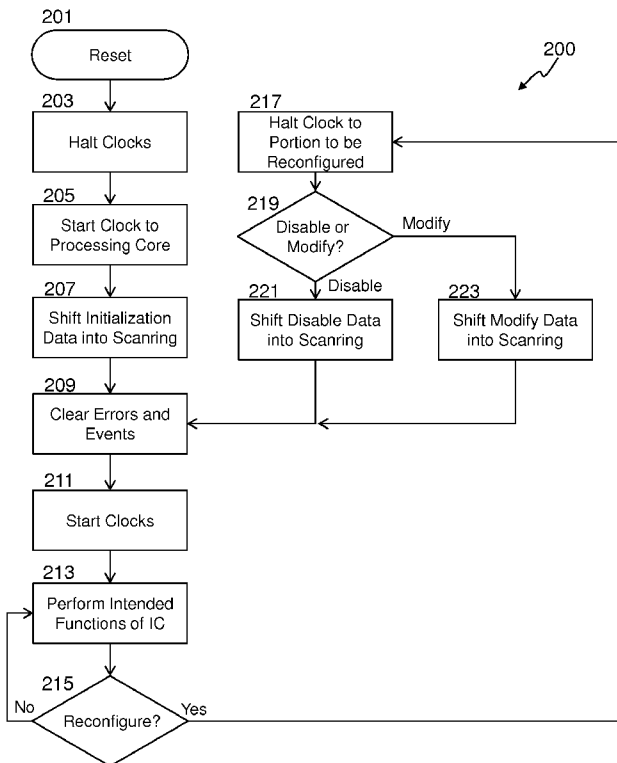 201
Reset
200
203
Halt Clocks
217
Halt Clock to
Portion to be
Reconfigured
205
Start Clock to
Processing Core
219
Disable or
Modify?
Modify
Disable
207
Shift Initialization
Data into Scanring
221
Shift Disable Data
into Scanring
223
Shift Modify Data
into Scanring
209
Clear Errors and
Events
211
Start Clocks
213
Perform Intended
Functions of IC
215
No
Reconfigure?
Yes